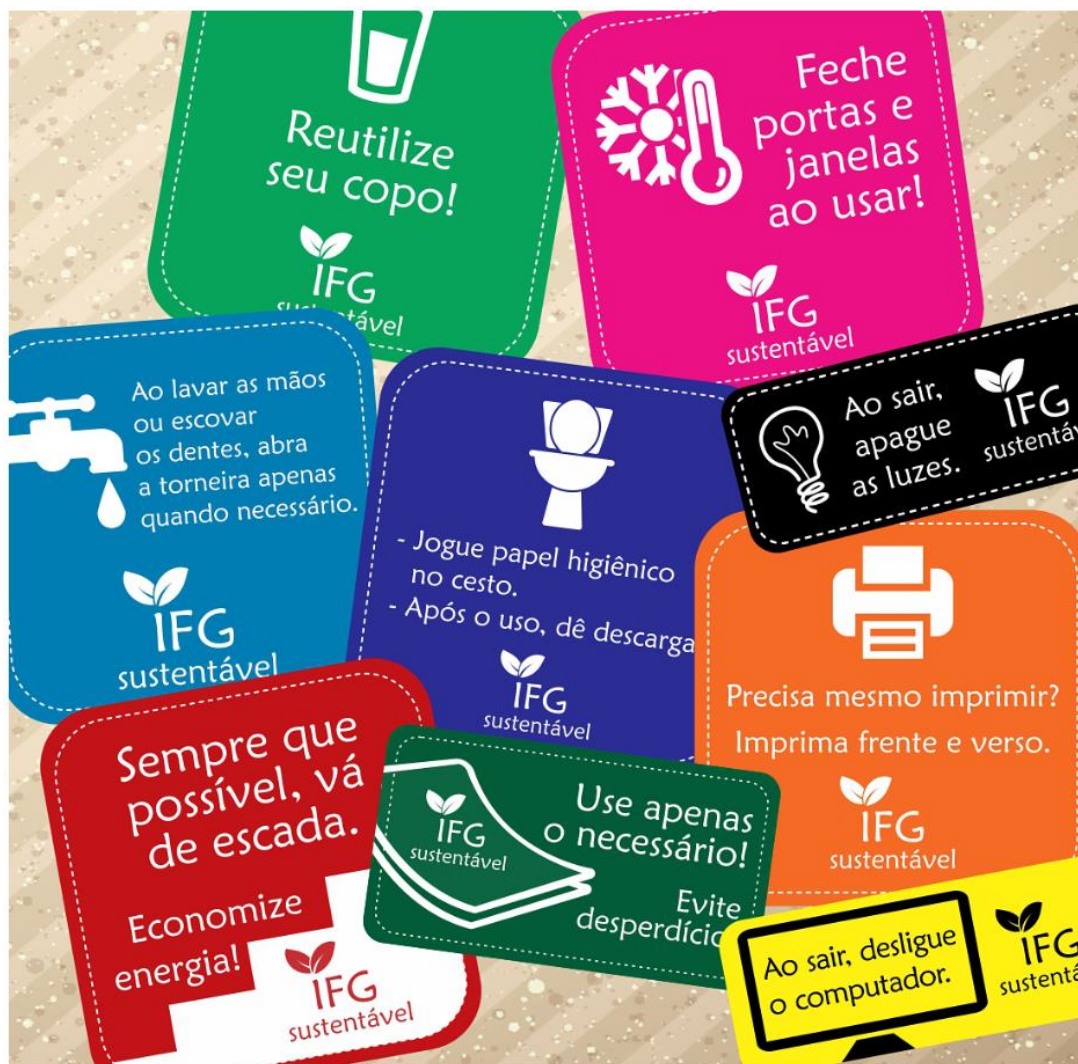 Reutilize
seu copo!
IFG
sustentável
Feche
portas e
janelas
ao usar!
IFG
sustentável
Ao lavar as mãos
ou escovar
os dentes, abra
a torneira apenas
quando necessário.
IFG
sustentável
- Jogue papel higiênico
no cesto.
- Após o uso, dê descarga
IFG
sustentável
Ao sair,
apague
as luzes.
IFG
sustentáv
Precisa mesmo imprimir?
Imprima frente e verso.
IFG
sustentável
Sempre que
possível, vá
de escada.
Economize
energia!
IFG
sustentável
IFG
sustentável
Use apenas
o necessário!
Evite
desperdício
Ao sair, desligue
o computador.
IFG
sustentá